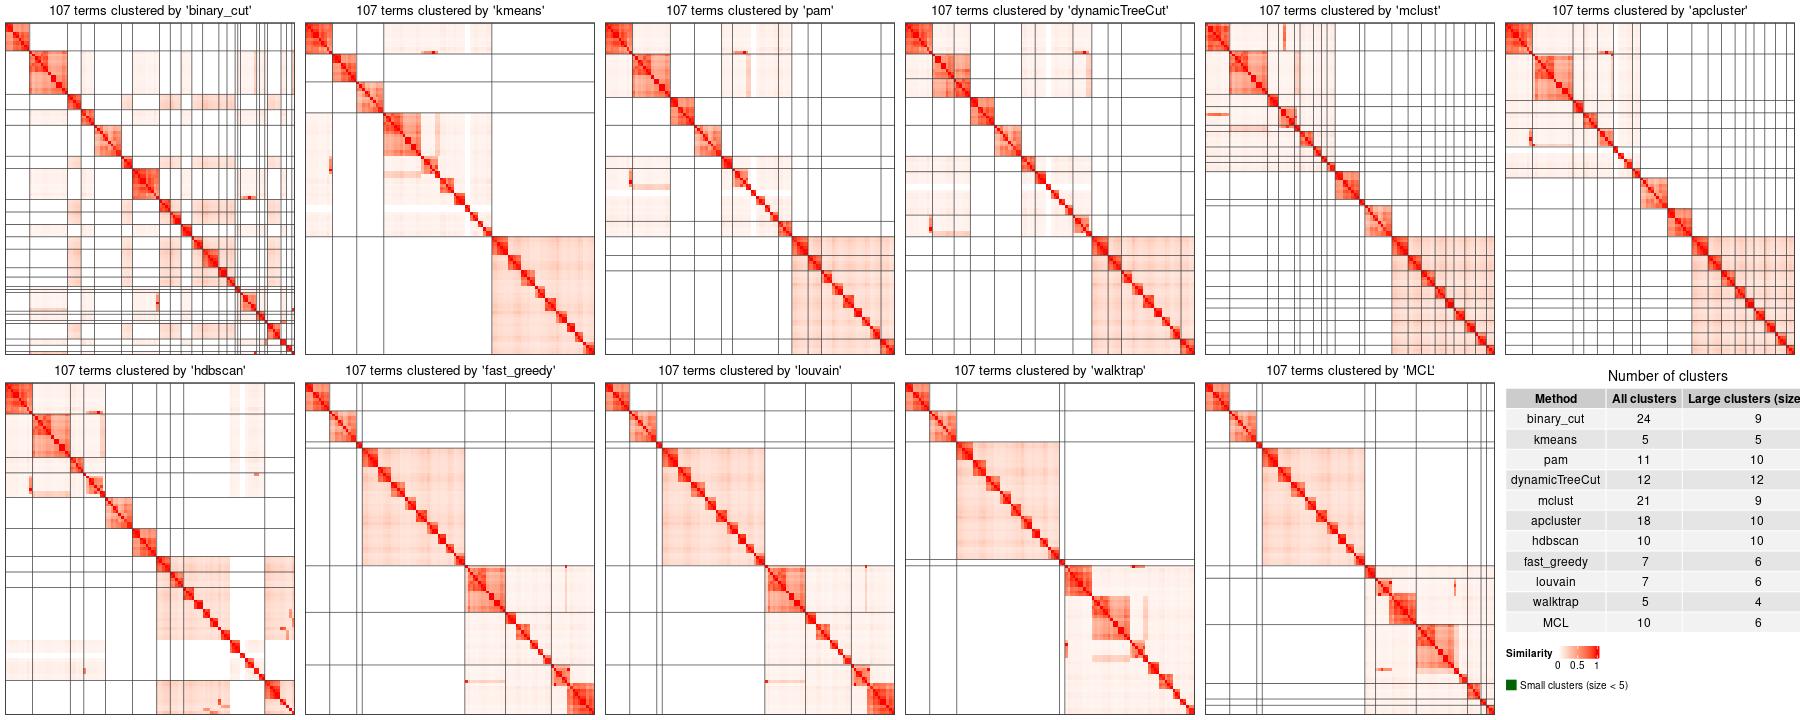 107 terms clustered by 'binary_cut'
107 terms clustered by 'kmeans'
107 terms clustered by 'pam'
107 terms clustered by 'dynamicTreeCut'
107 terms clustered by 'mclust'
107 terms clustered by 'apcluster'
107 terms clustered by 'hdbscan'
107 terms clustered by 'fast_greedy'
107 terms clustered by 'louvain'
107 terms clustered by 'walktrap'
107 terms clustered by 'MCL'
Number of clusters
Method All clusters Large clusters (size
binary_cut 24 9
kmeans 5 5
pam 11 10
dynamicTreeCut 12 12
mclust 21 9
apcluster 18 10
hdbscan 10 10
fast_greedy 7 6
louvain 7 6
walktrap 5 4
MCL 10 6
Similarity
0 0.5 1
Small clusters (size < 5)